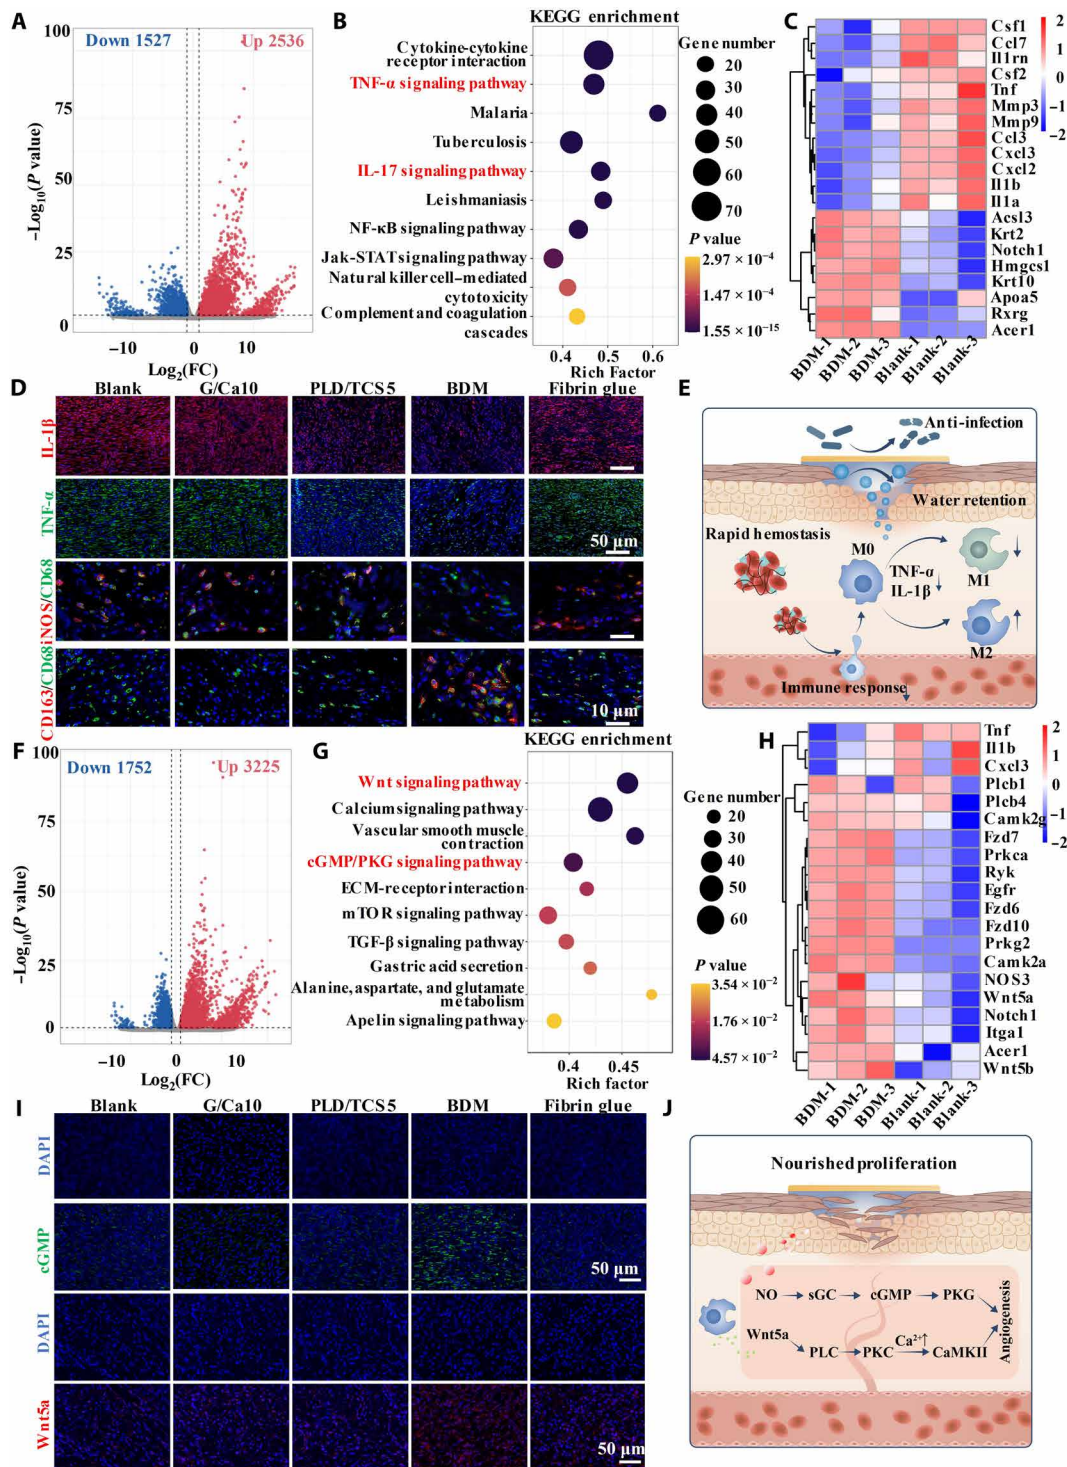 A
Down 1527
Up 2536
100
75
50
25
0
−Log10(P value)
−10
0
10
Log2(FC)
B
KEGG enrichment
Cytokine-cytokine
receptor interaction
TNF-α signaling pathway
Malaria
Tuberculosis
IL-17 signaling pathway
Leishmaniasis
NF-κB signaling pathway
Jak-STAT signaling pathway
Natural killer cell–mediated
cytotoxicity
Complement and coagulation
cascades
0.4
0.5
0.6
Rich Factor
Gene number
20
30
40
50
60
70
P value
2.97 × 10−4
1.47 × 10−4
1.55 × 10−15
C
Csf1
Ccl7
Il1rn
Csf2
Tnf
Mmp3
Mmp9
Ccl3
Cxcl3
Cxcl2
Il1b
Il1a
Acsl3
Krt2
Notch1
Hmgcs1
Krt10
Apoa5
Rxrg
Acer1
2
1
0
−1
−2
BDM-1
BDM-2
BDM-3
Blank-1
Blank-2
Blank-3
D
Blank
G/Ca10
PLD/TCS5
BDM
Fibrin glue
IL-1β
TNF-α
50 µm
iNOS/CD68
CD163/CD68
10 µm
E
Anti-infection
Water retention
Rapid hemostasis
M0
TNF-α
IL-1β
M1
M2
Immune response
F
Down 1752
Up 3225
100
75
50
25
0
−Log10(P value)
−10
0
10
Log2(FC)
G
KEGG enrichment
Wnt signaling pathway
Calcium signaling pathway
Vascular smooth muscle
contraction
cGMP/PKG signaling pathway
ECM-receptor interaction
mTOR signaling pathway
TGF-β signaling pathway
Gastric acid secretion
Alanine, aspartate, and glutamate
metabolism
Apelin signaling pathway
0.4
0.45
Rich factor
Gene number
20
30
40
50
60
P value
3.54 × 10−2
1.76 × 10−2
4.57 × 10−2
H
Tnf
Il1b
Cxcl3
Plcb1
Plcb4
Camk2g
Fzd7
Prkca
Ryk
Egfr
Fzd6
Fzd10
Prkg2
Camk2a
NOS3
Wnt5a
Notch1
Itga1
Acer1
Wnt5b
2
1
0
−1
−2
BDM-1
BDM-2
BDM-3
Blank-1
Blank-2
Blank-3
I
Blank
G/Ca10
PLD/TCS5
BDM
Fibrin glue
DAPI
cGMP
50 µm
DAPI
Wnt5a
50 µm
J
Nourished proliferation
NO
sGC
cGMP
PKG
Wnt5a
PLC
PKC
Ca2+↑
CaMKII
Angiogenesis